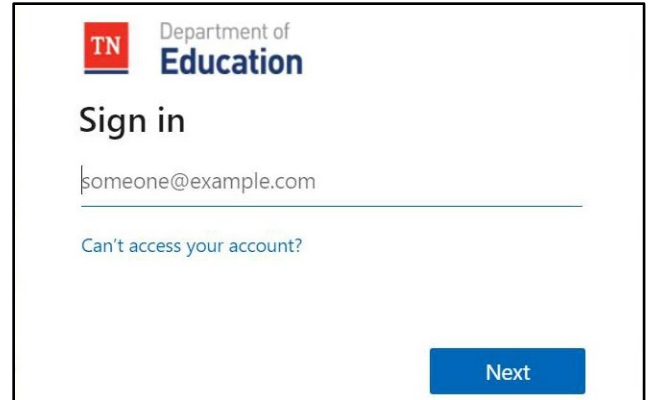 TN
Department of
Education
Sign in
someone@example.com
Can't access your account?
Next